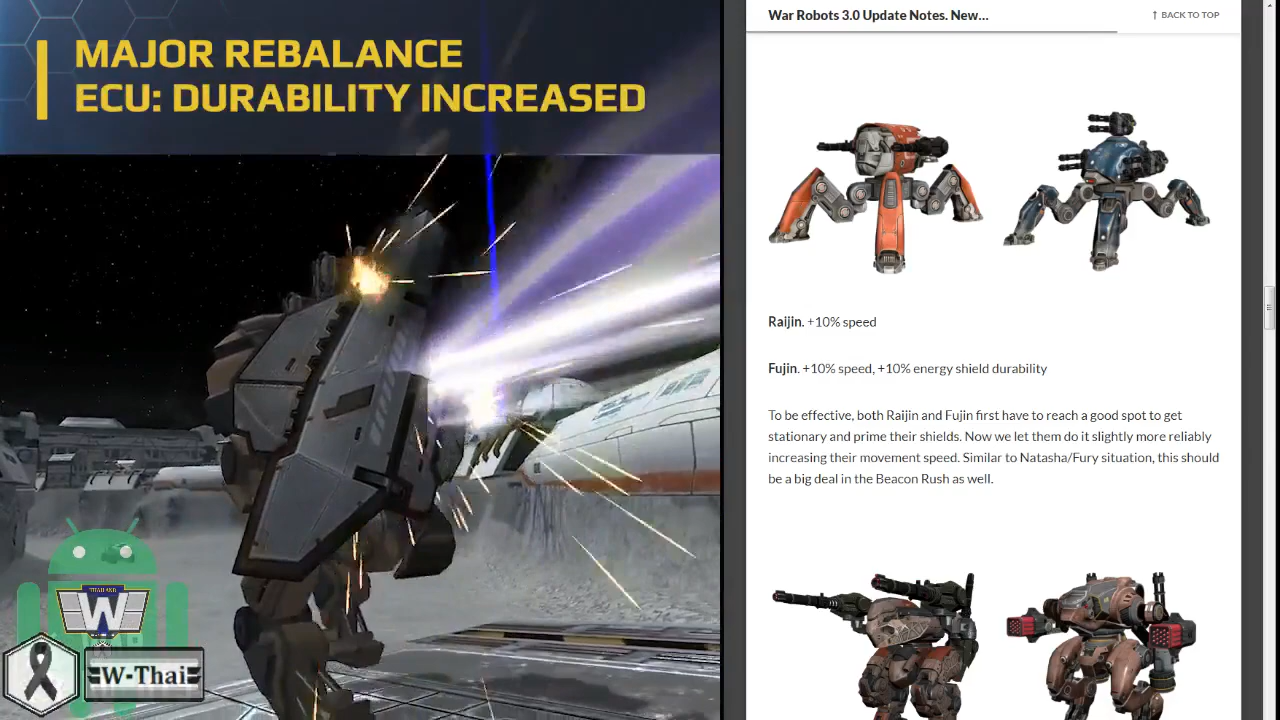 MAJOR REBALANCE
ECU: DURABILITY INCREASED
THAILAND
W
W-Thai
War Robots 3.0 Update Notes. New...
↑ BACK TO TOP
Raijin. +10% speed
Fujin. +10% speed, +10% energy shield durability
To be effective, both Raijin and Fujin first have to reach a good spot to get
stationary and prime their shields. Now we let them do it slightly more reliably
increasing their movement speed. Similar to Natasha/Fury situation, this should
be a big deal in the Beacon Rush as well.